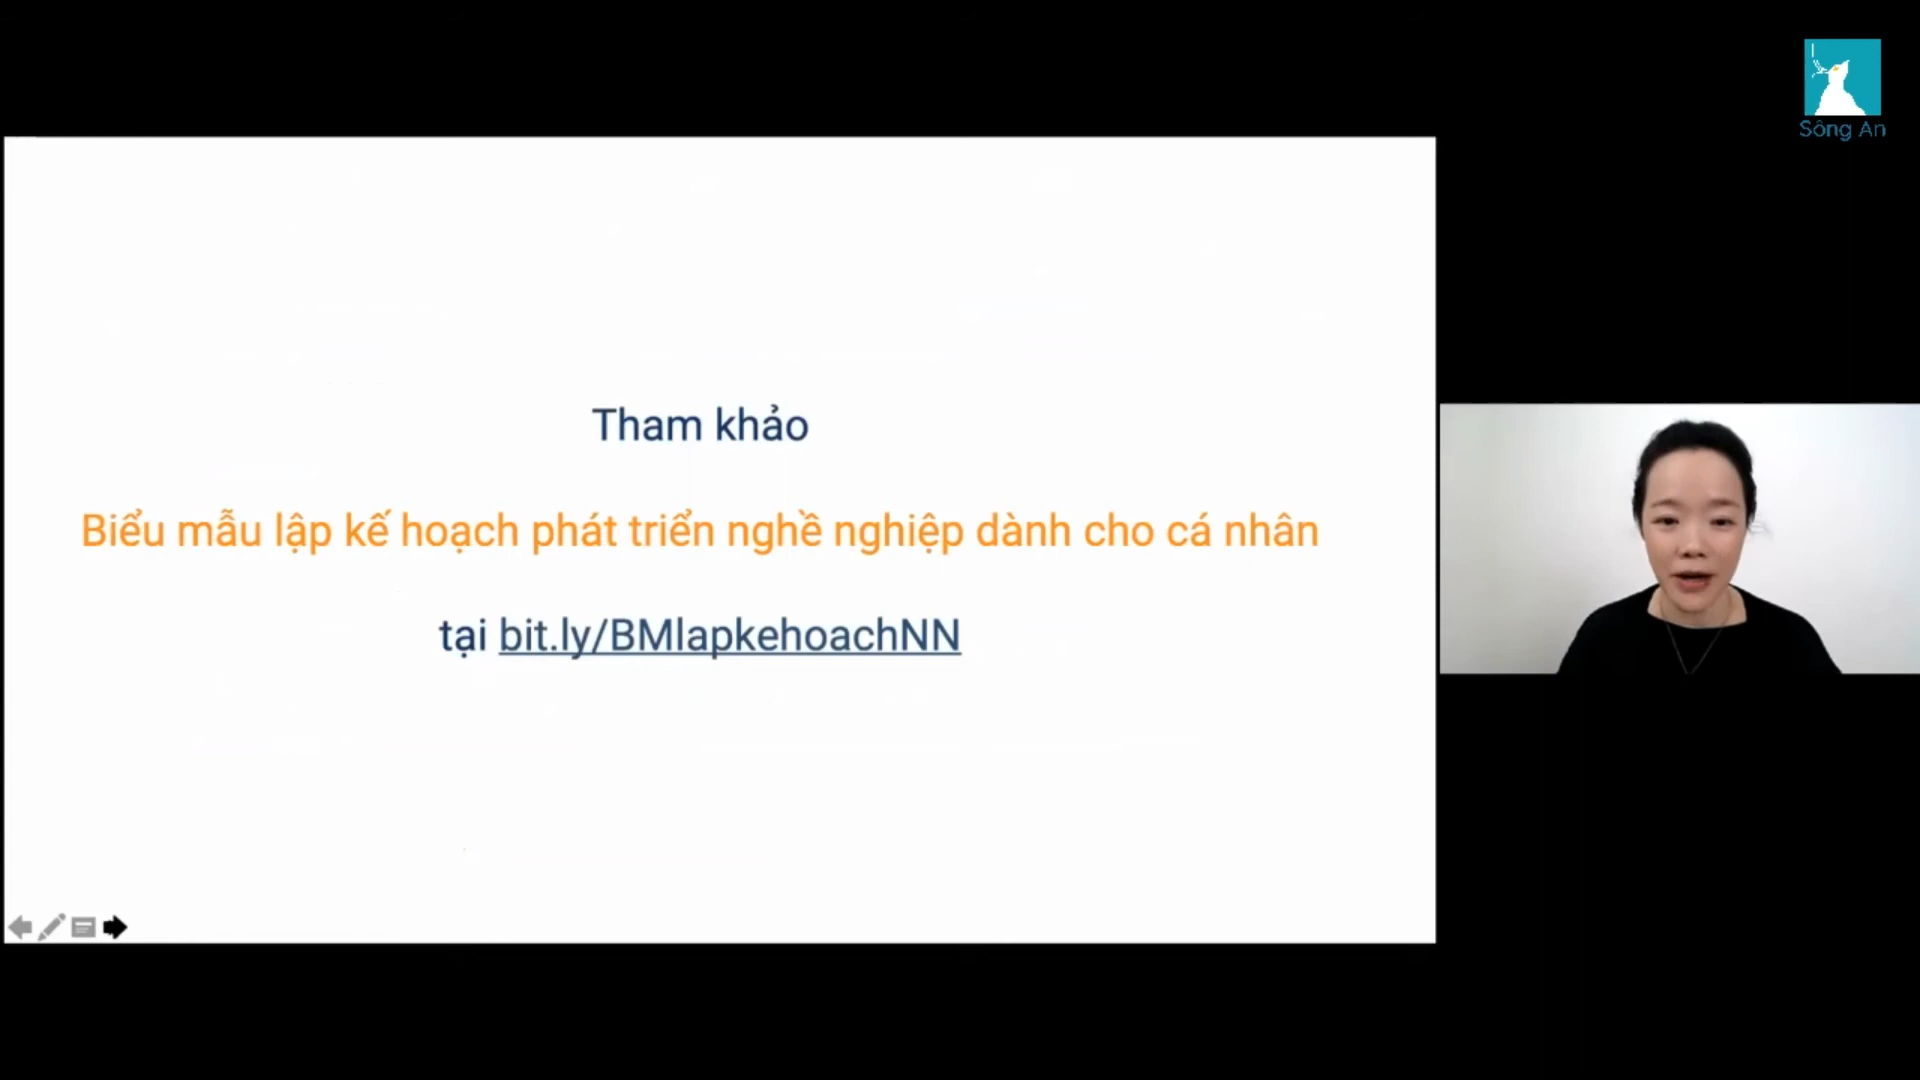 Sông An
Tham khảo
Biểu mẫu lập kế hoạch phát triển nghề nghiệp dành cho cá nhân
tại bit.ly/BMlapkehoachNN